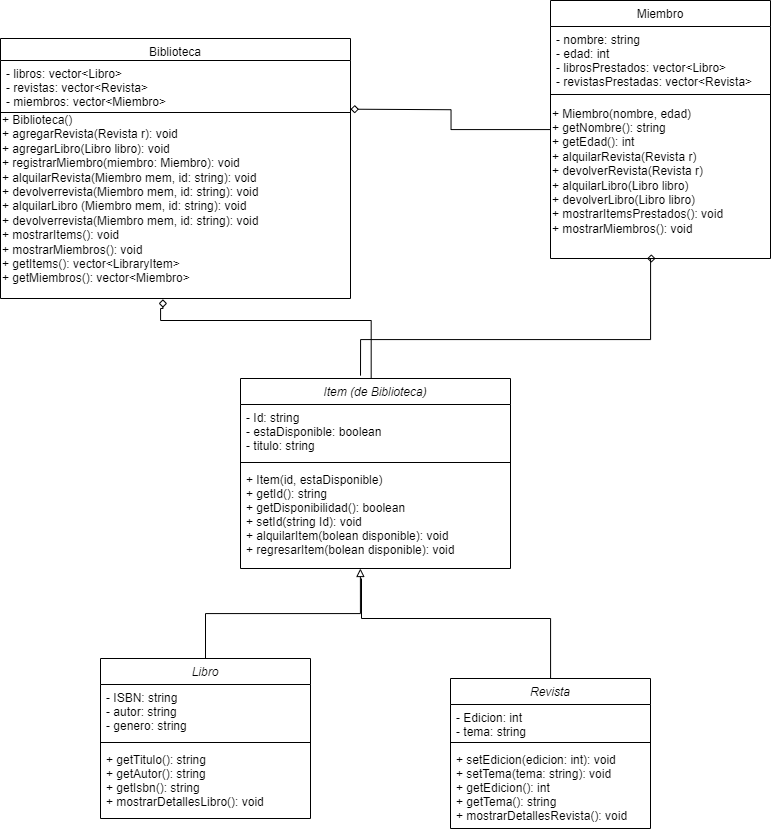 Biblioteca
- libros: vector<Libro>
- revistas: vector<Revista>
- miembros: vector<Miembro>
+ Biblioteca()
+ agregarRevista(Revista r): void
+ agregarLibro(Libro libro): void
+ registrarMiembro(miembro: Miembro): void
+ alquilarRevista(Miembro mem, id: string): void
+ devolverrevista(Miembro mem, id: string): void
+ alquilarLibro (Miembro mem, id: string): void
+ devolverrevista(Miembro mem, id: string): void
+ mostrarItems(): void
+ mostrarMiembros(): void
+ getItems(): vector<LibraryItem>
+ getMiembros(): vector<Miembro>
Miembro
- nombre: string
- edad: int
- librosPrestados: vector<Libro>
- revistasPrestadas: vector<Revista>
+ Miembro(nombre, edad)
+ getNombre(): string
+ getEdad(): int
+ alquilarRevista(Revista r)
+ devolverRevista(Revista r)
+ alquilarLibro(Libro libro)
+ devolverLibro(Libro libro)
+ mostrarItemsPrestados(): void
+ mostrarMiembros(): void
Item (de Biblioteca)
- Id: string
- estaDisponible: boolean
- titulo: string
+ Item(id, estaDisponible)
+ getId(): string
+ getDisponibilidad(): boolean
+ setId(string Id): void
+ alquilarItem(bolean disponible): void
+ regresarItem(bolean disponible): void
Libro
- ISBN: string
- autor: string
- genero: string
+ getTitulo(): string
+ getAutor(): string
+ getIsbn(): string
+ mostrarDetallesLibro(): void
Revista
- Edicion: int
- tema: string
+ setEdicion(edicion: int): void
+ setTema(tema: string): void
+ getEdicion(): int
+ getTema(): string
+ mostrarDetallesRevista(): void